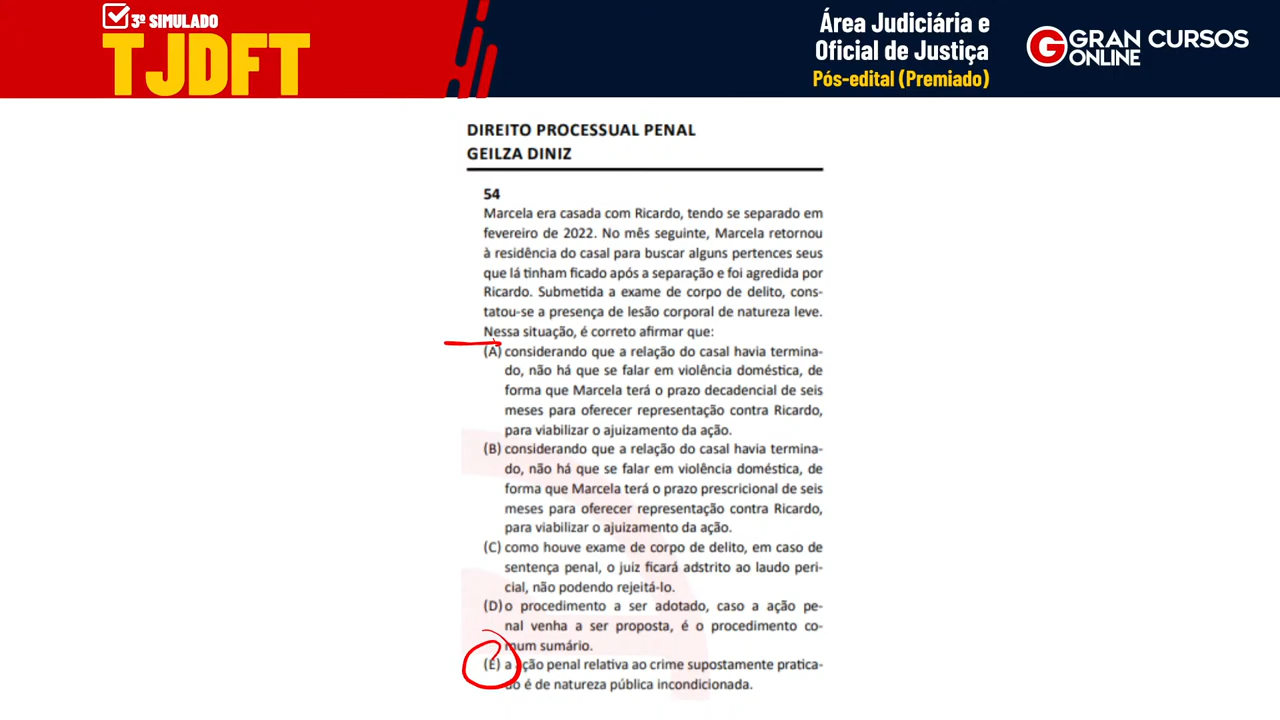 3º SIMULADO
TJDFT
Área Judiciária e
Oficial de Justiça
Pós-edital (Premiado)
GRAN CURSOS
ONLINE
DIREITO PROCESSUAL PENAL
GEILZA DINIZ
54
Marcela era casada com Ricardo, tendo se separado em
fevereiro de 2022. No mês seguinte, Marcela retornou
à residência do casal para buscar alguns pertences seus
que lá tinham ficado após a separação e foi agredida por
Ricardo. Submetida a exame de corpo de delito, cons-
tatou-se a presença de lesão corporal de natureza leve.
Nessa situação, é correto afirmar que:
(A) considerando que a relação do casal havia termina-
do, não há que se falar em violência doméstica, de
forma que Marcela terá o prazo decadencial de seis
meses para oferecer representação contra Ricardo,
para viabilizar o ajuizamento da ação.
(B) considerando que a relação do casal havia termina-
do, não há que se falar em violência doméstica, de
forma que Marcela terá o prazo prescricional de seis
meses para oferecer representação contra Ricardo,
para viabilizar o ajuizamento da ação.
(C) como houve exame de corpo de delito, em caso de
sentença penal, o juiz ficará adstrito ao laudo peri-
cial, não podendo rejeitá-lo.
(D) o procedimento a ser adotado, caso a ação pe-
nal venha a ser proposta, é o procedimento co-
mum sumário.
(E) a ação penal relativa ao crime supostamente pratica-
do é de natureza pública incondicionada.